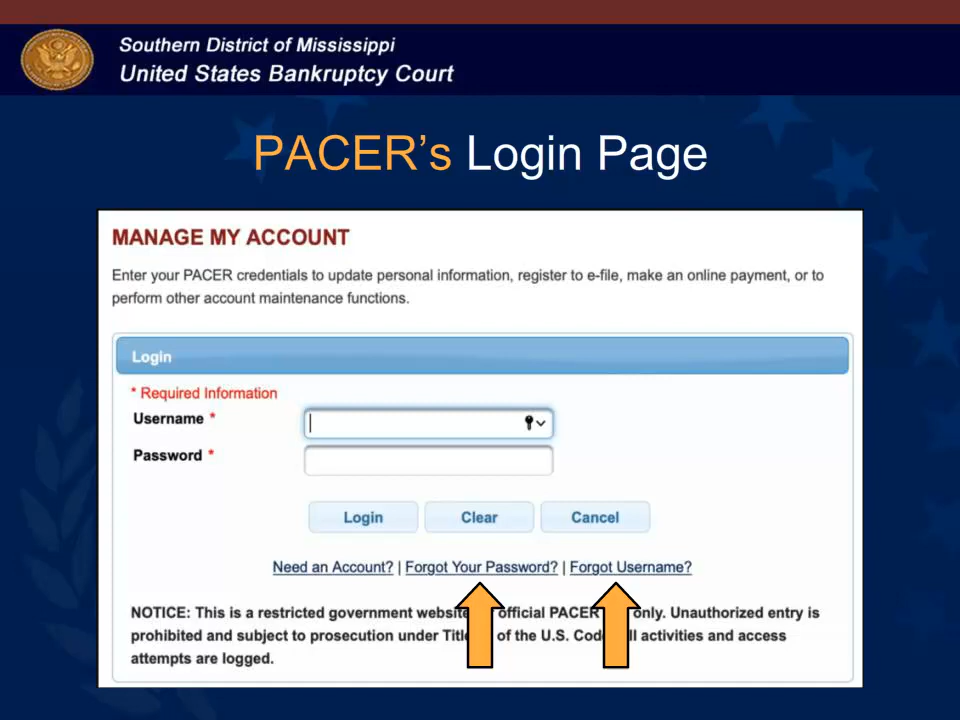 Southern District of Mississippi
United States Bankruptcy Court
PACER's Login Page
MANAGE MY ACCOUNT
Enter your PACER credentials to update personal information, register to e-file, make an online payment, or to
perform other account maintenance functions.
Login
* Required Information
Username *
Password *
Login Clear Cancel
Need an Account? | Forgot Your Password? | Forgot Username?
NOTICE: This is a restricted government website official PACER only. Unauthorized entry is
prohibited and subject to prosecution under of the U.S. activities and access
attempts are logged.